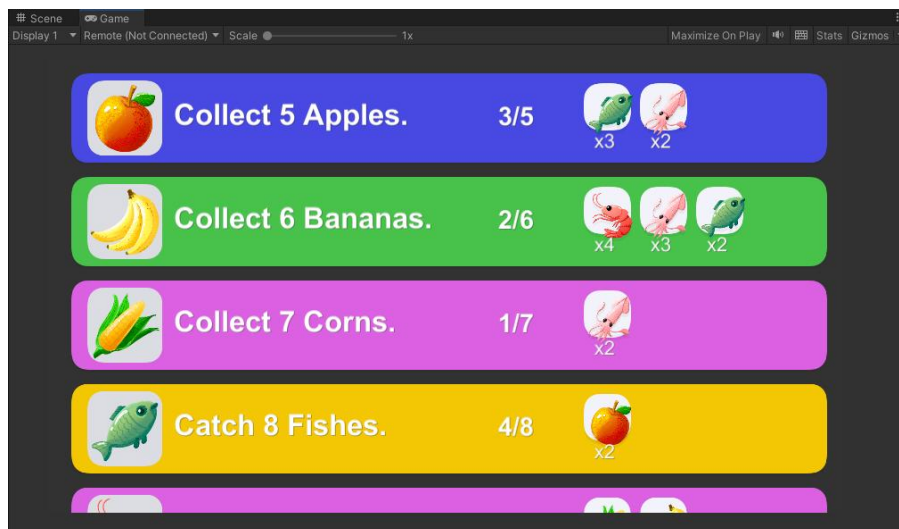 Scene Game
Display 1 Remote (Not Connected) Scale 1x Maximize On Play Stats Gizmos
Collect 5 Apples. 3/5 x3 x2
Collect 6 Bananas. 2/6 x4 x3 x2
Collect 7 Corns. 1/7 x2
Catch 8 Fishes. 4/8 x2